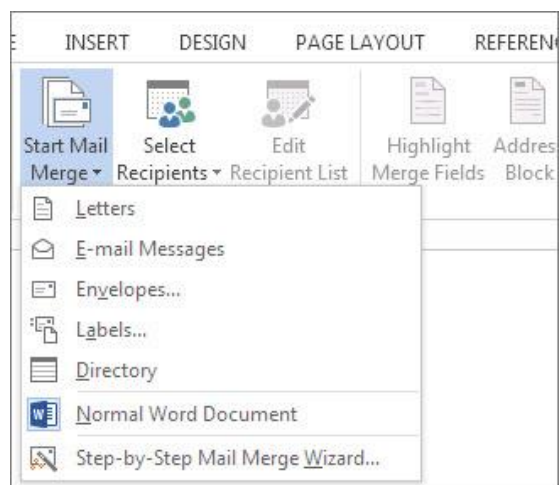 INSERT DESIGN PAGE LAYOUT
Start Mail Select Edit Highlight
Merge Recipients Recipient List Merge Fields Block
Letters
E-mail Messages
Envelopes...
Labels...
Directory
Normal Word Document
Step-by-Step Mail Merge Wizard...